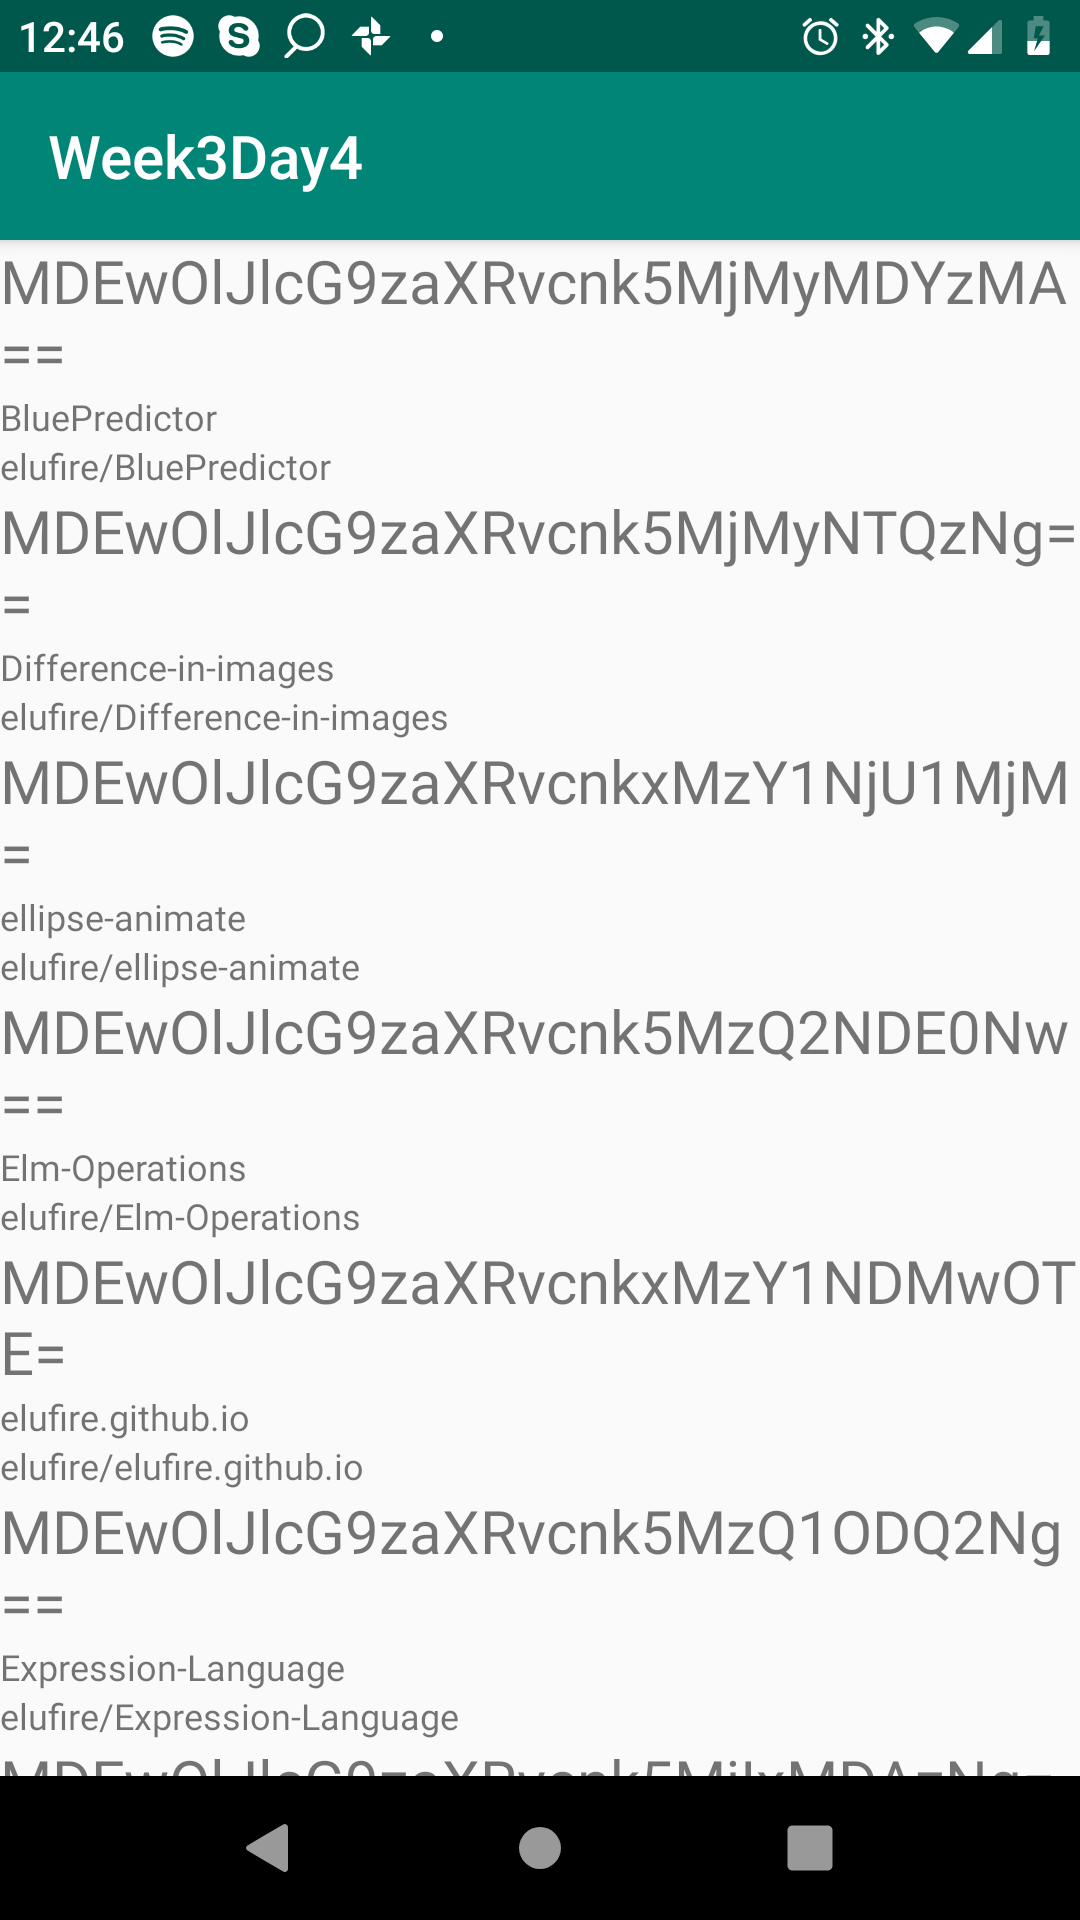 12:46
Week3Day4
MDEwOlJlcG9zaXRvcnk5MjMyMDYzMA
==
BluePredictor
elufire/BluePredictor
MDEwOlJlcG9zaXRvcnk5MjMyNTQzNg=
=
Difference-in-images
elufire/Difference-in-images
MDEwOlJlcG9zaXRvcnkxMzY1NjU1MjM
=
ellipse-animate
elufire/ellipse-animate
MDEwOlJlcG9zaXRvcnk5MzQ2NDE0Nw
==
Elm-Operations
elufire/Elm-Operations
MDEwOlJlcG9zaXRvcnkxMzY1NDMwOT
E=
elufire.github.io
elufire/elufire.github.io
MDEwOlJlcG9zaXRvcnk5MzQ1ODQ2Ng
==
Expression-Language
elufire/Expression-Language